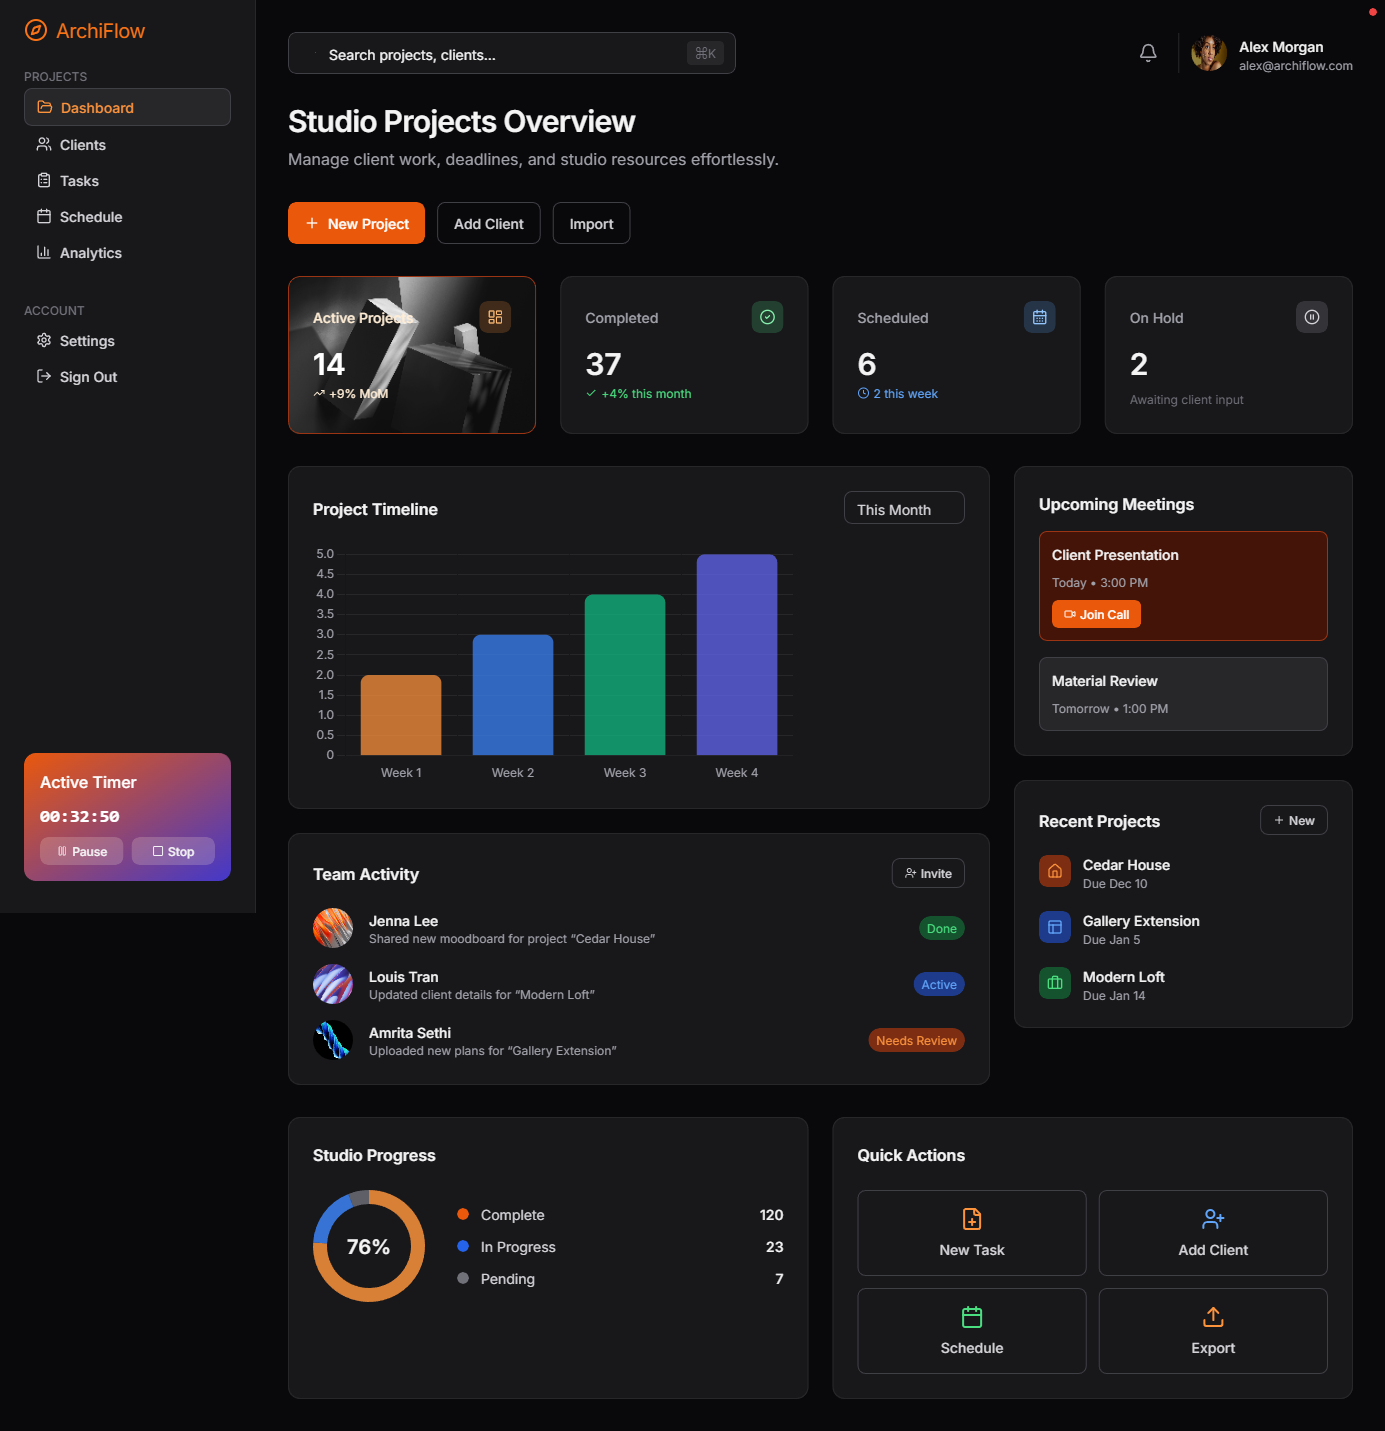 ArchiFlow
PROJECTS
Dashboard
Clients
Tasks
Schedule
Analytics
ACCOUNT
Settings
Sign Out
Active Timer
00:32:50
Pause
Stop
Search projects, clients...
⌘K
Alex Morgan
alex@archiflow.com
Studio Projects Overview
Manage client work, deadlines, and studio resources effortlessly.
New Project
Add Client
Import
Active Projects
14
+9% MoM
Completed
37
+4% this month
Scheduled
6
2 this week
On Hold
2
Awaiting client input
Project Timeline
This Month
5.0
4.5
4.0
3.5
3.0
2.5
2.0
1.5
1.0
0.5
0
Week 1
Week 2
Week 3
Week 4
Upcoming Meetings
Client Presentation
Today • 3:00 PM
Join Call
Material Review
Tomorrow • 1:00 PM
Team Activity
Invite
Jenna Lee
Shared new moodboard for project “Cedar House”
Done
Louis Tran
Updated client details for “Modern Loft”
Active
Amrita Sethi
Uploaded new plans for “Gallery Extension”
Needs Review
Recent Projects
New
Cedar House
Due Dec 10
Gallery Extension
Due Jan 5
Modern Loft
Due Jan 14
Studio Progress
76%
Complete 120
In Progress 23
Pending 7
Quick Actions
New Task
Add Client
Schedule
Export